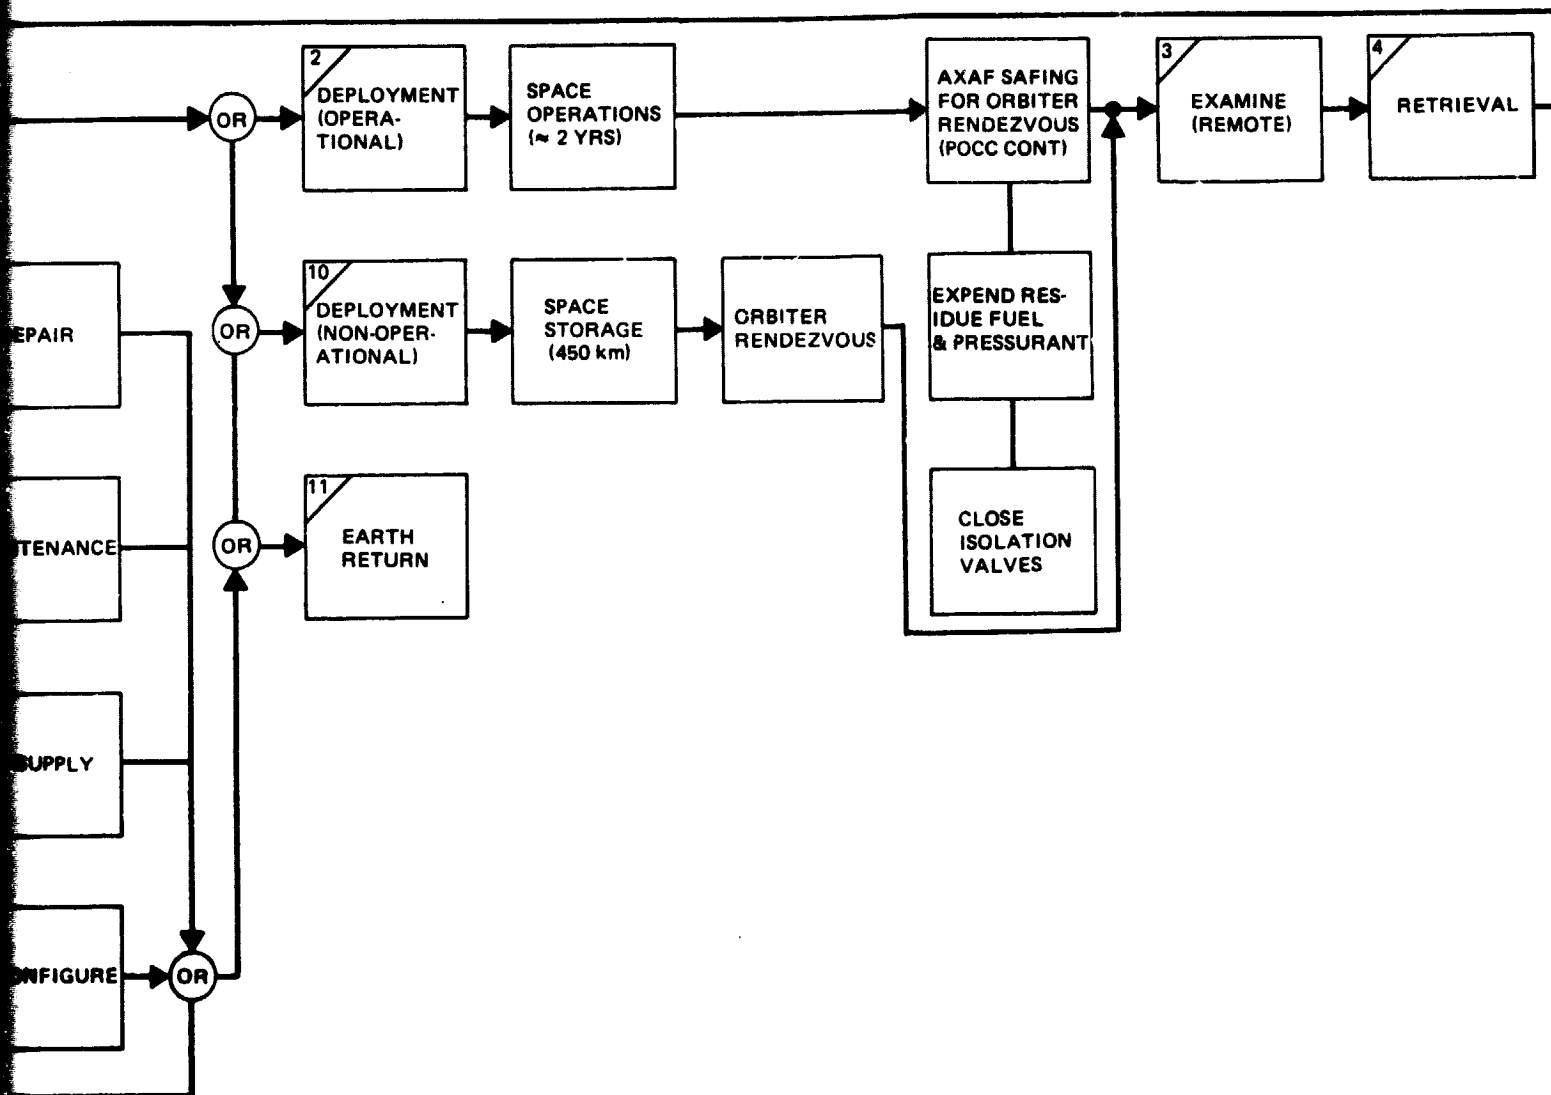 2
DEPLOYMENT
(OPERA-
TIONAL)
SPACE
OPERATIONS
(≈ 2 YRS)
AXAF SAFING
FOR ORBITER
RENDEZVOUS
(POCC CONT)
3
EXAMINE
(REMOTE)
4
RETRIEVAL
OR
10
DEPLOYMENT
(NON-OPER-
ATIONAL)
SPACE
STORAGE
(450 km)
ORBITER
RENDEZVOUS
EXPEND RES-
IDUE FUEL
& PRESSURANT
OR
EPAIR
11
EARTH
RETURN
CLOSE
ISOLATION
VALVES
OR
TENANCE
SUPPLY
ONFIGURE
OR